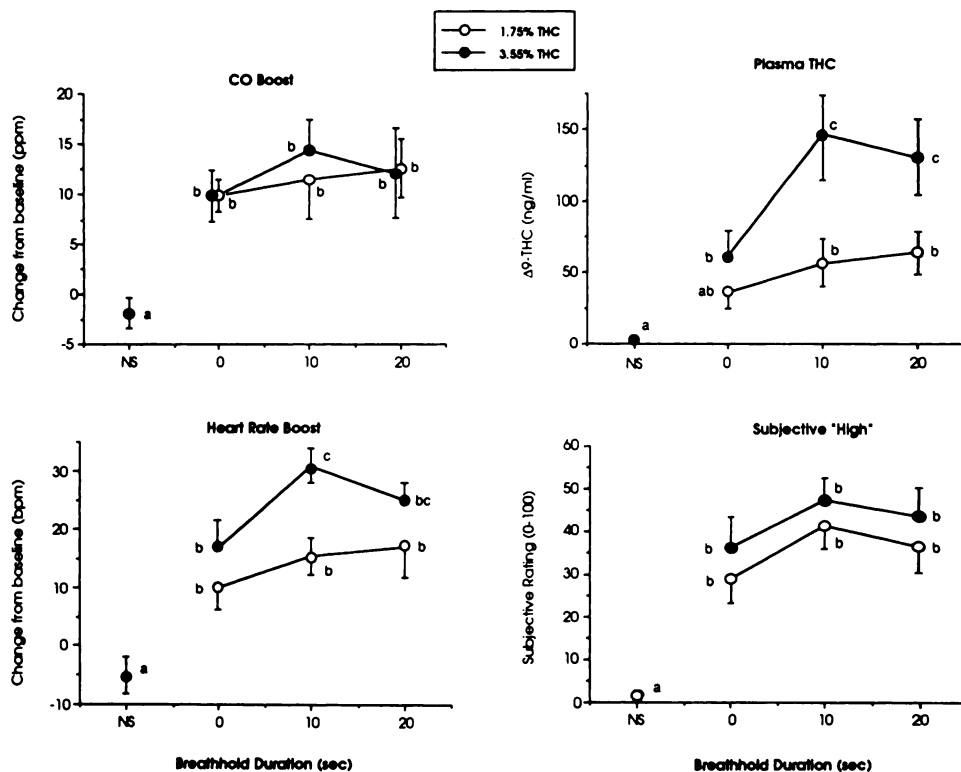 1.75% THC
3.55% THC
CO Boost
Change from baseline (ppm)
20
15
10
5
0
-5
NS
0
10
20
a
b
b
b
b
b
b
Plasma THC
Δ9-THC (ng/ml)
150
100
50
0
NS
0
10
20
a
b
ab
c
b
c
b
Heart Rate Boost
Change from baseline (bpm)
30
20
10
0
-10
NS
0
10
20
a
b
b
c
b
bc
b
Breathhold Duration (sec)
Subjective "High"
Subjective Rating (0-100)
60
50
40
30
20
10
0
NS
0
10
20
a
b
b
b
b
b
b
Breathhold Duration (sec)